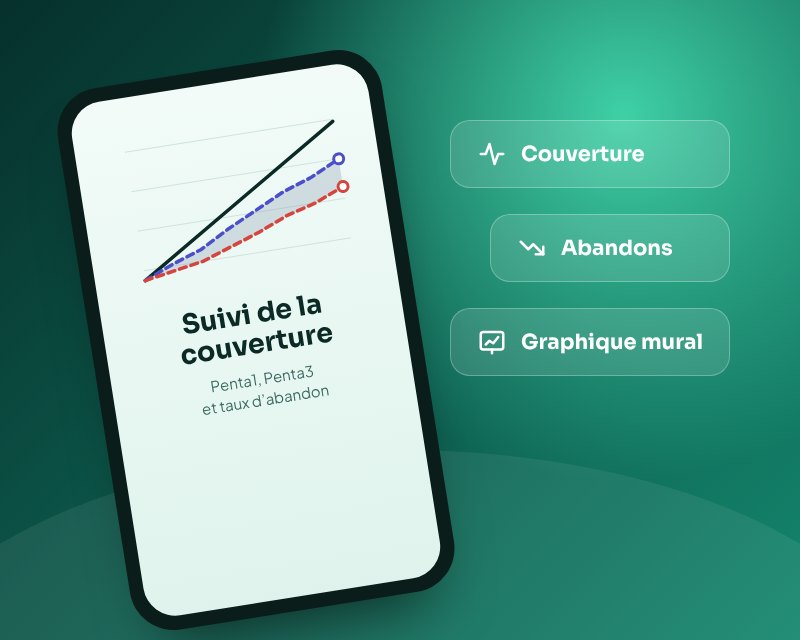 Suivi de la
couverture
Penta1, Penta3
et taux d’abandon
Couverture
Abandons
Graphique mural